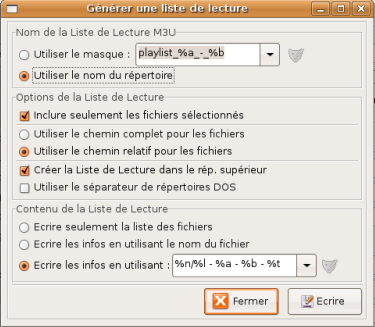 Générer une liste de lecture
Nom de la Liste de Lecture M3U
Utiliser le masque : playlist_%a_-_%b
Utiliser le nom du répertoire
Options de la Liste de Lecture
Inclure seulement les fichiers sélectionnés
Utiliser le chemin complet pour les fichiers
Utiliser le chemin relatif pour les fichiers
Créer la Liste de Lecture dans le rép. supérieur
Utiliser le séparateur de répertoires DOS
Contenu de la Liste de Lecture
Ecrire seulement la liste des fichiers
Ecrire les infos en utilisant le nom du fichier
Ecrire les infos en utilisant : %n/%l - %a - %b - %t
Fermer Ecrire